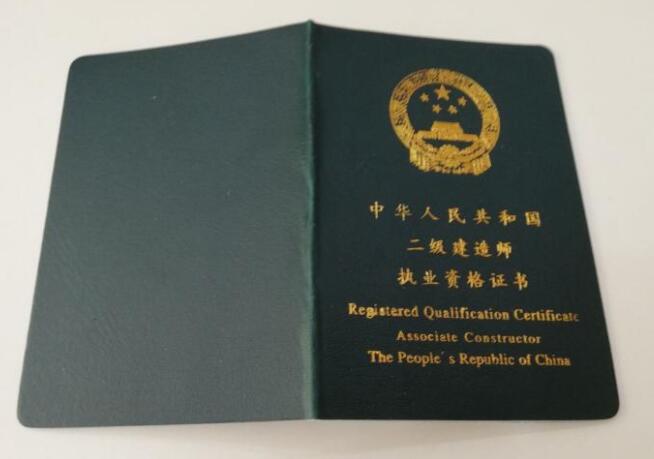 中华人民共和国
二级建造师
执业资格证书
Registered Qualification Certificate
Associate Constructor
The People's Republic of China